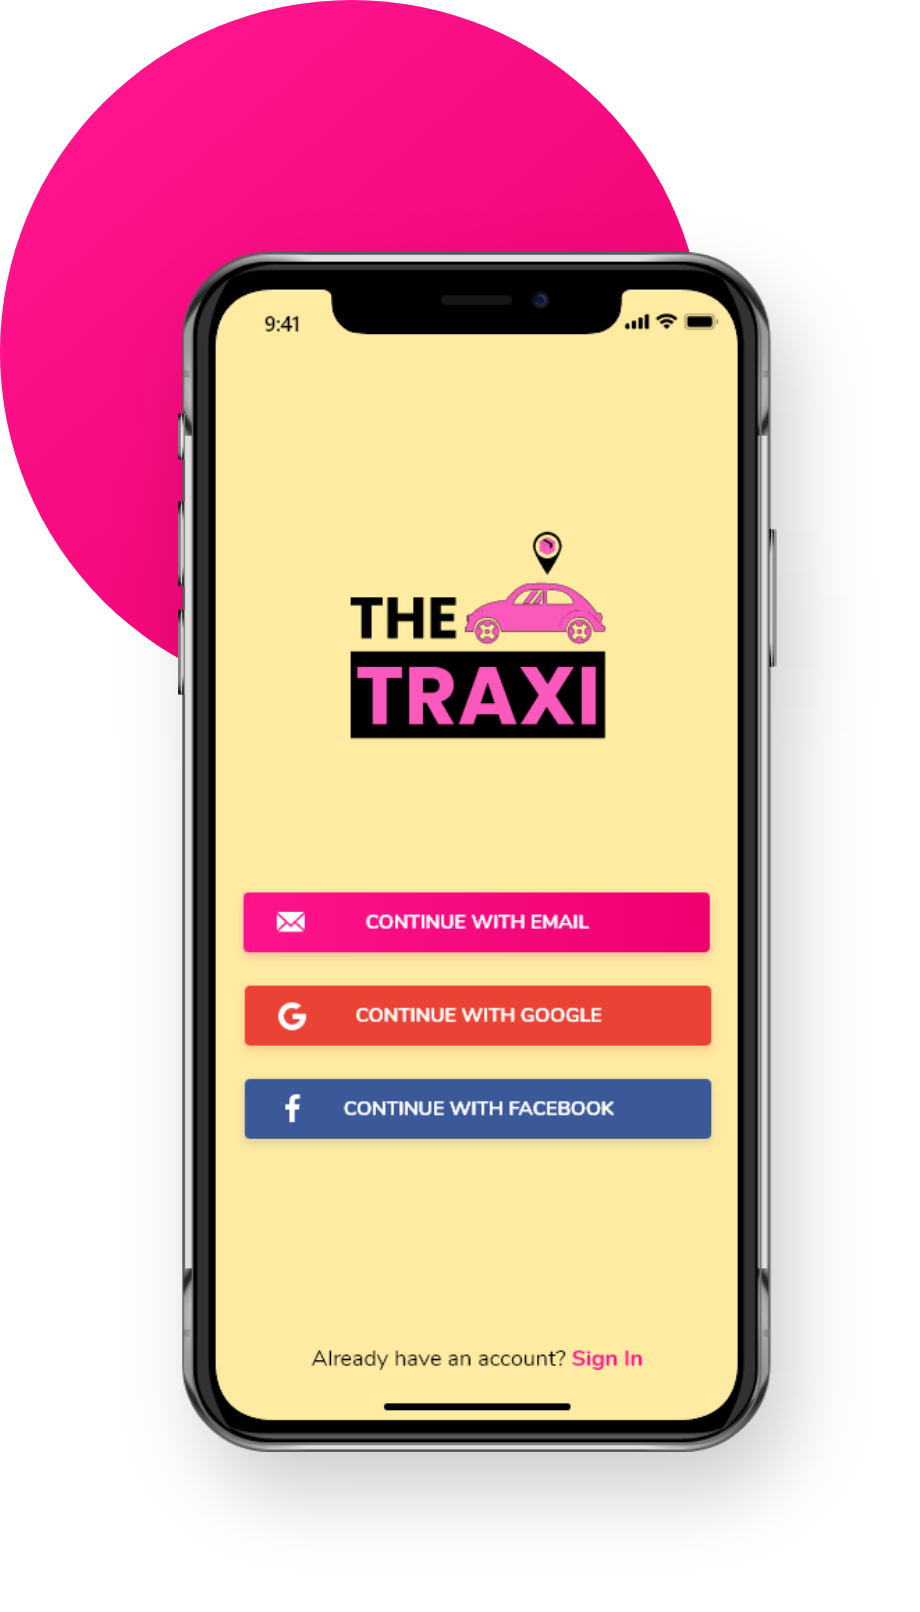 9:41
THE
TRAXI
CONTINUE WITH EMAIL
CONTINUE WITH GOOGLE
CONTINUE WITH FACEBOOK
Already have an account? Sign In